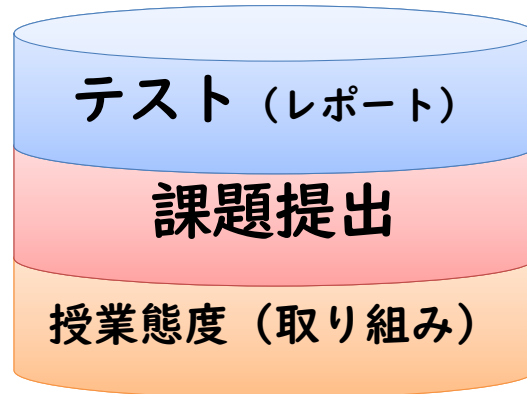 テスト（レポート）
課題提出
授業態度（取り組み）